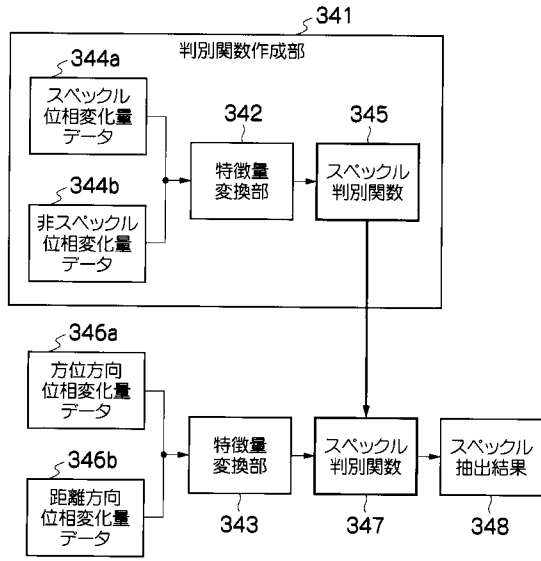 341
判別関数作成部
344a
スペックル
位相変化量
データ
344b
非スペックル
位相変化量
データ
342
特徴量
変換部
345
スペックル
判別関数
346a
方位方向
位相変化量
データ
346b
距離方向
位相変化量
データ
特徴量
変換部
343
スペックル
判別関数
347
スペックル
抽出結果
348